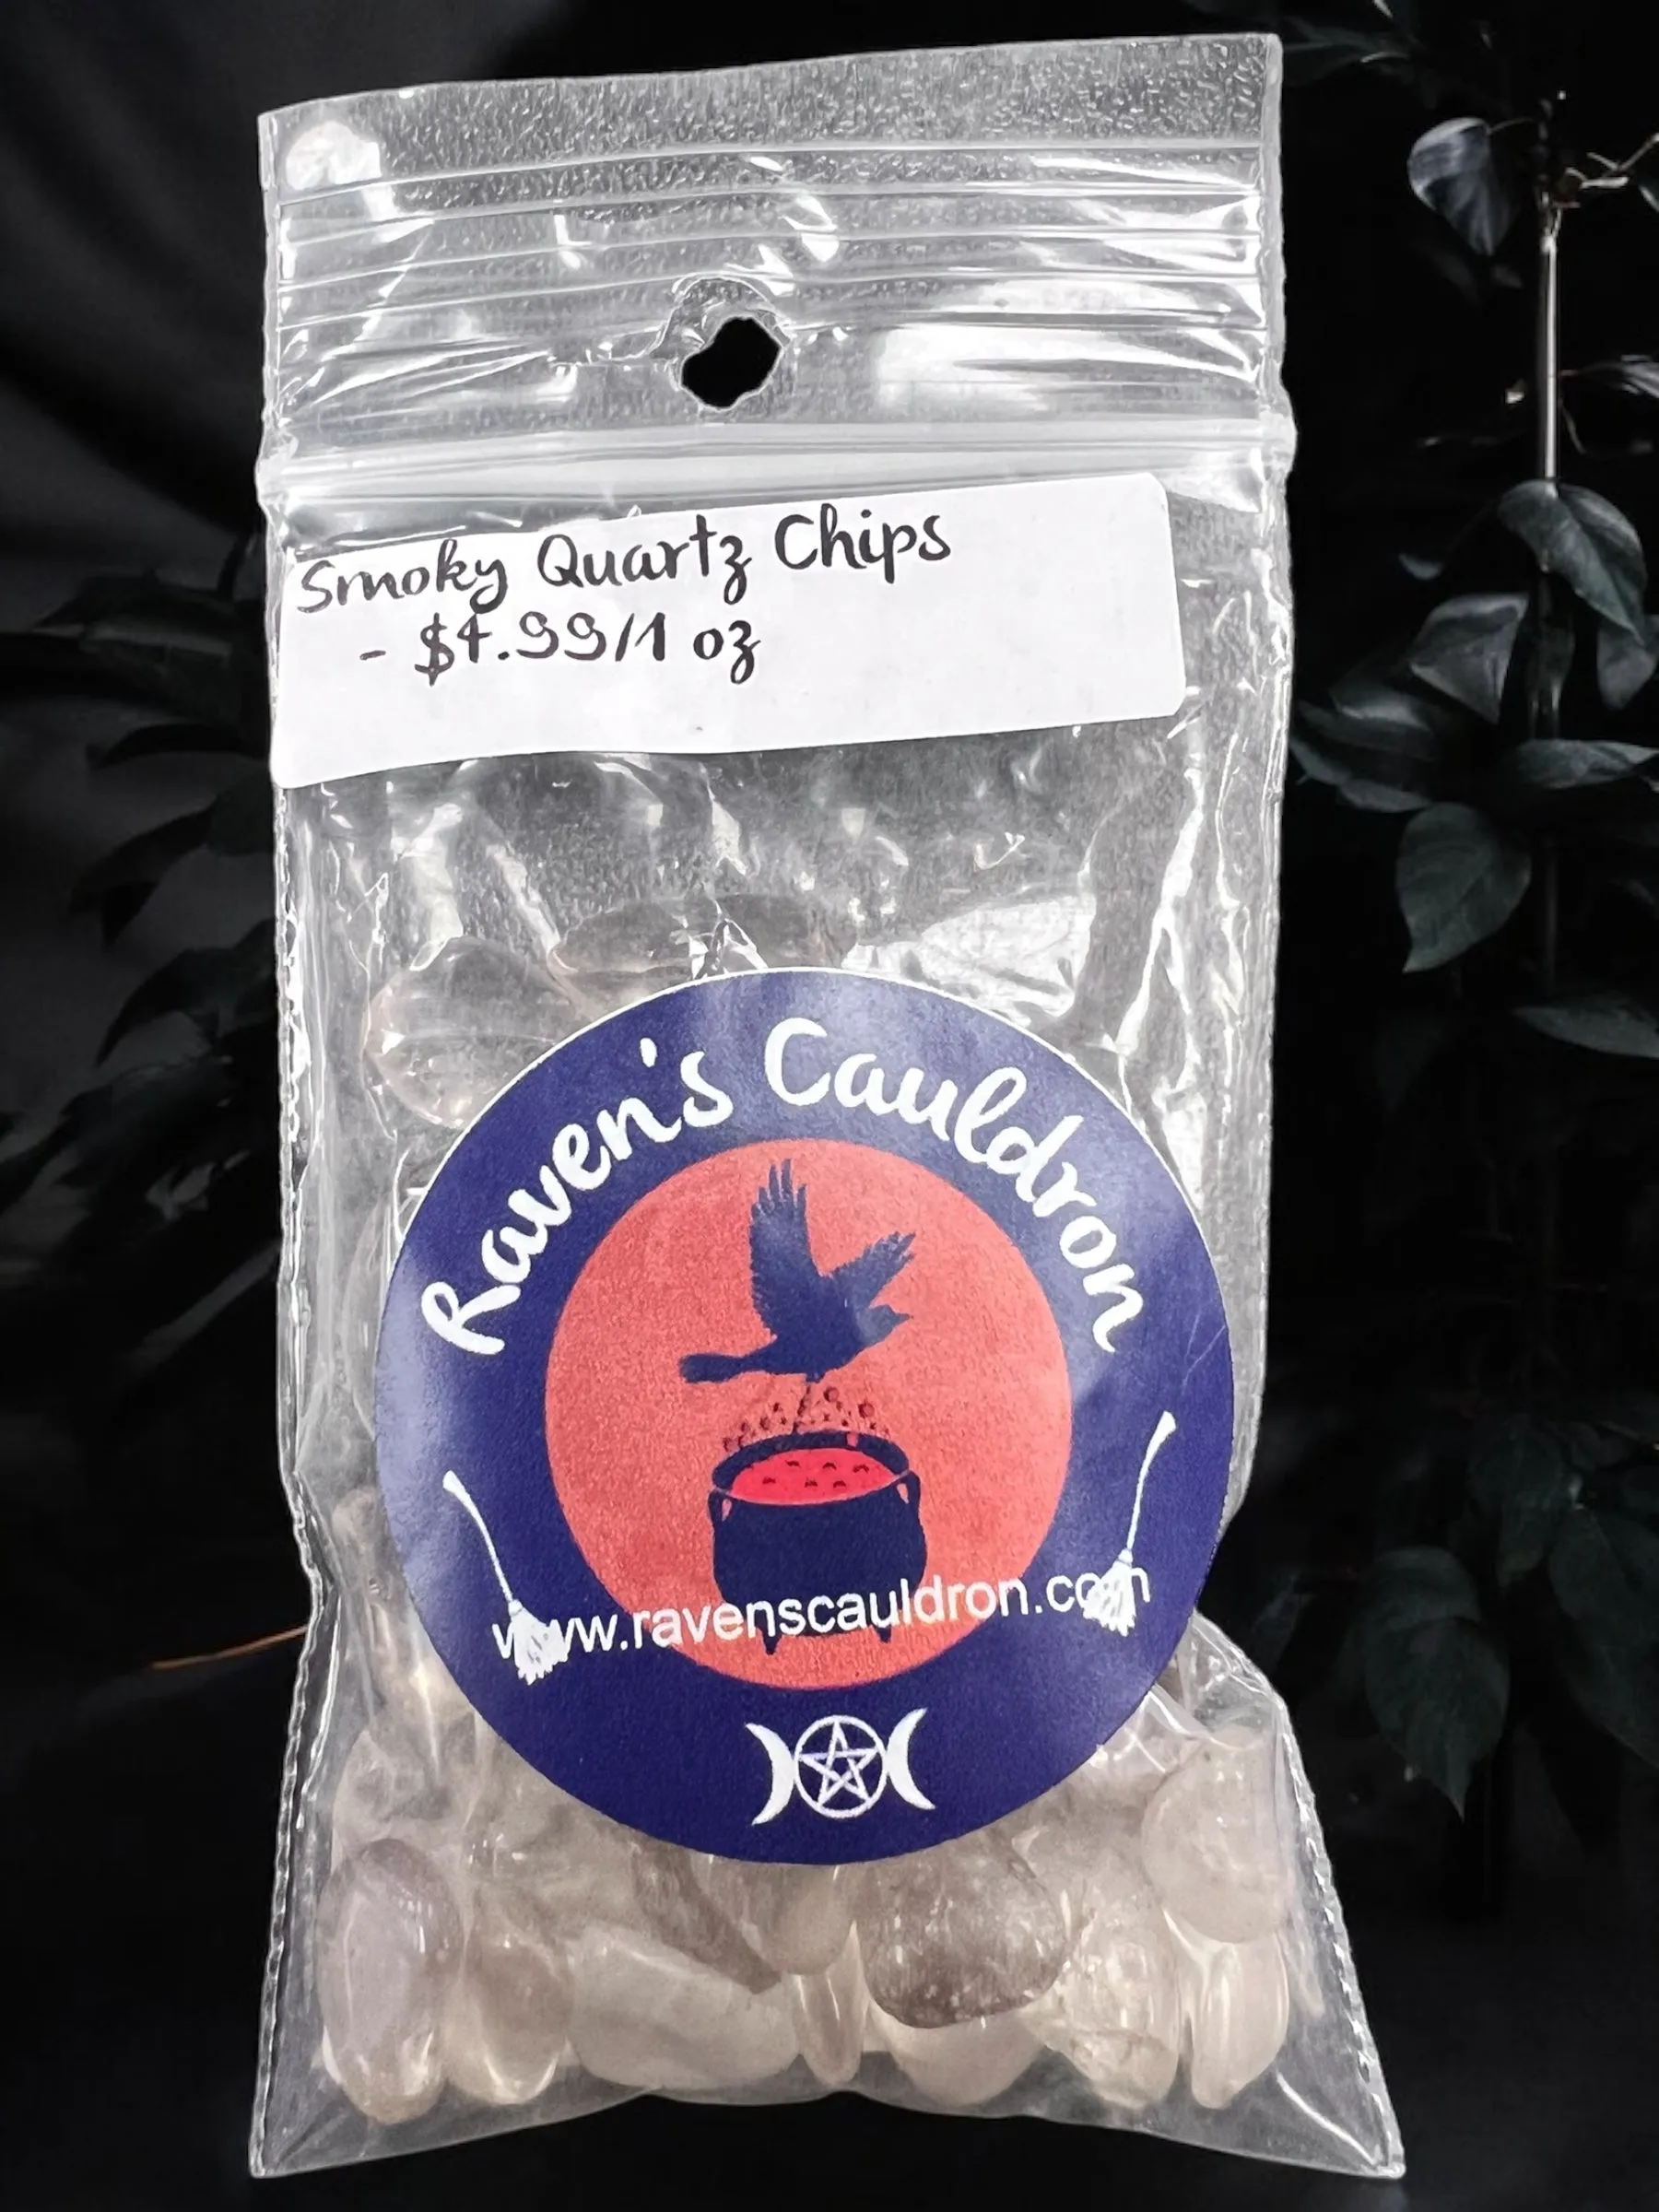 Smoky Quartz Chips
- $4.99/1 oz
Raven's Cauldron
www.ravenscauldron.com